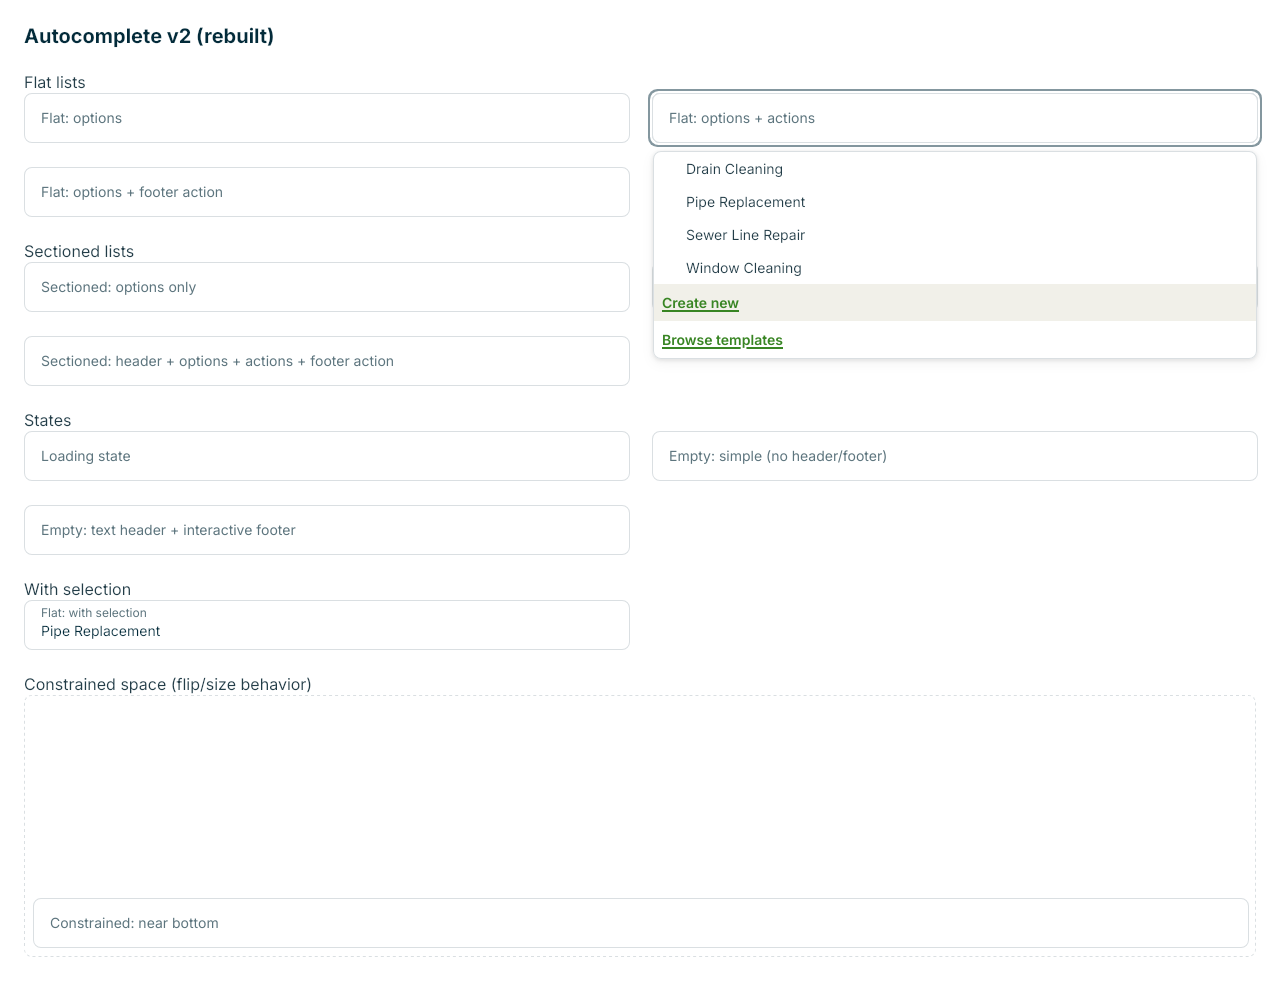 Autocomplete v2 (rebuilt)
Flat lists
Flat: options
Flat: options + actions
Drain Cleaning
Pipe Replacement
Sewer Line Repair
Window Cleaning
Create new
Browse templates
Flat: options + footer action
Sectioned lists
Sectioned: options only
Sectioned: header + options + actions + footer action
States
Loading state
Empty: simple (no header/footer)
Empty: text header + interactive footer
With selection
Flat: with selection
Pipe Replacement
Constrained space (flip/size behavior)
Constrained: near bottom